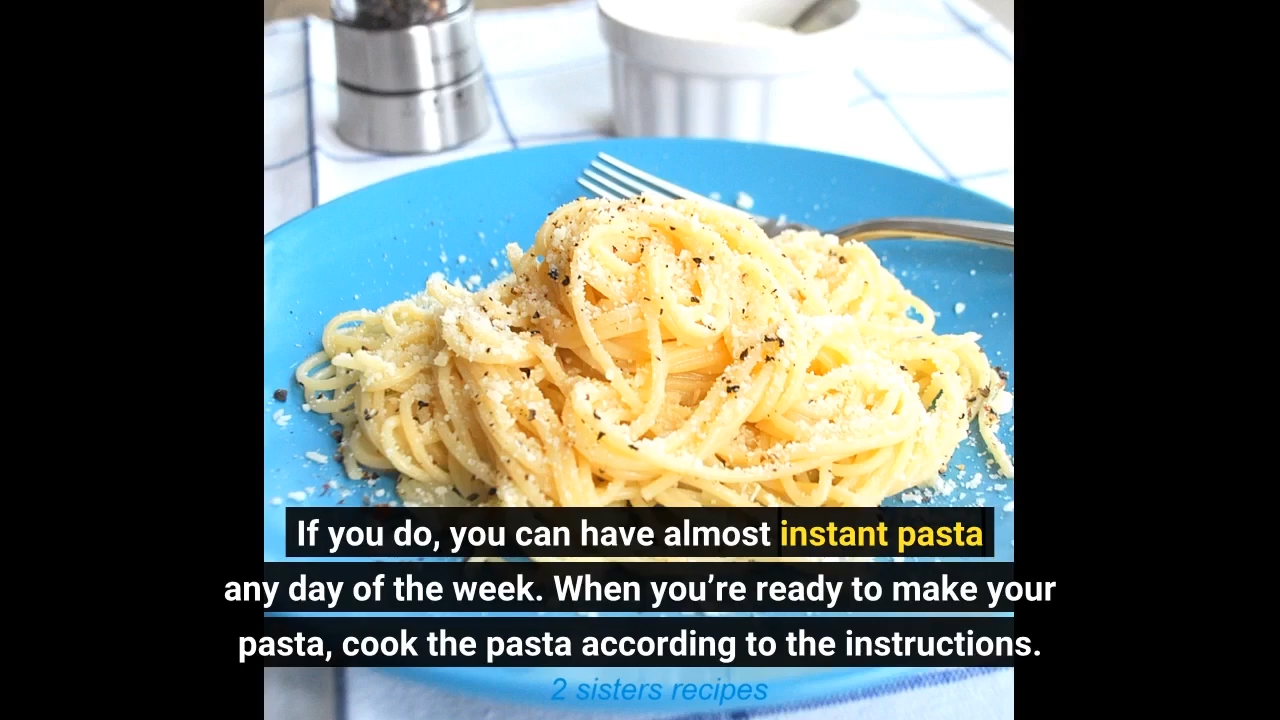 If you do, you can have almost instant pasta
any day of the week. When you’re ready to make your
pasta, cook the pasta according to the instructions.
2 sisters recipes